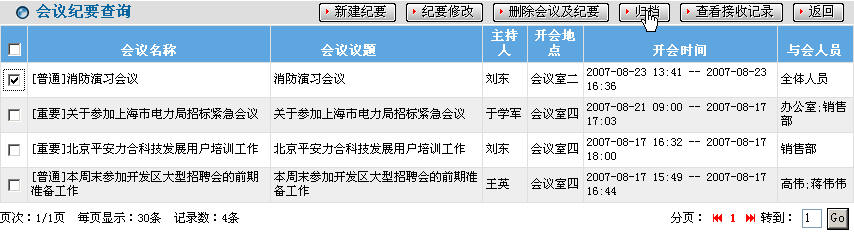 会议纪要查询 新建纪要 纪要修改 删除会议及纪要 归档 查看接收记录 返回
会议名称 会议议题 主持人 开会地点 开会时间 与会人员
[普通]消防演习会议 消防演习会议 刘东 会议室二 2007-08-23 13:41 -- 2007-08-23 16:36 全体人员
[重要]关于参加上海市电力局招标紧急会议 关于参加上海市电力局招标紧急会议 于学军 会议室四 2007-08-21 09:00 -- 2007-08-17 17:03 办公室;销售部
[重要]北京平安力合科技发展用户培训工作 北京平安力合科技发展用户培训工作 刘东 会议室四 2007-08-17 16:32 -- 2007-08-17 18:00 销售部
[普通]本周末参加开发区大型招聘会的前期准备工作 本周末参加开发区大型招聘会的前期准备工作 王英 会议室四 2007-08-17 15:49 -- 2007-08-17 16:44 高伟;蒋伟伟
页次：1/1页 每页显示：30条 记录数：4条 分页： 1 转到： 1 Go